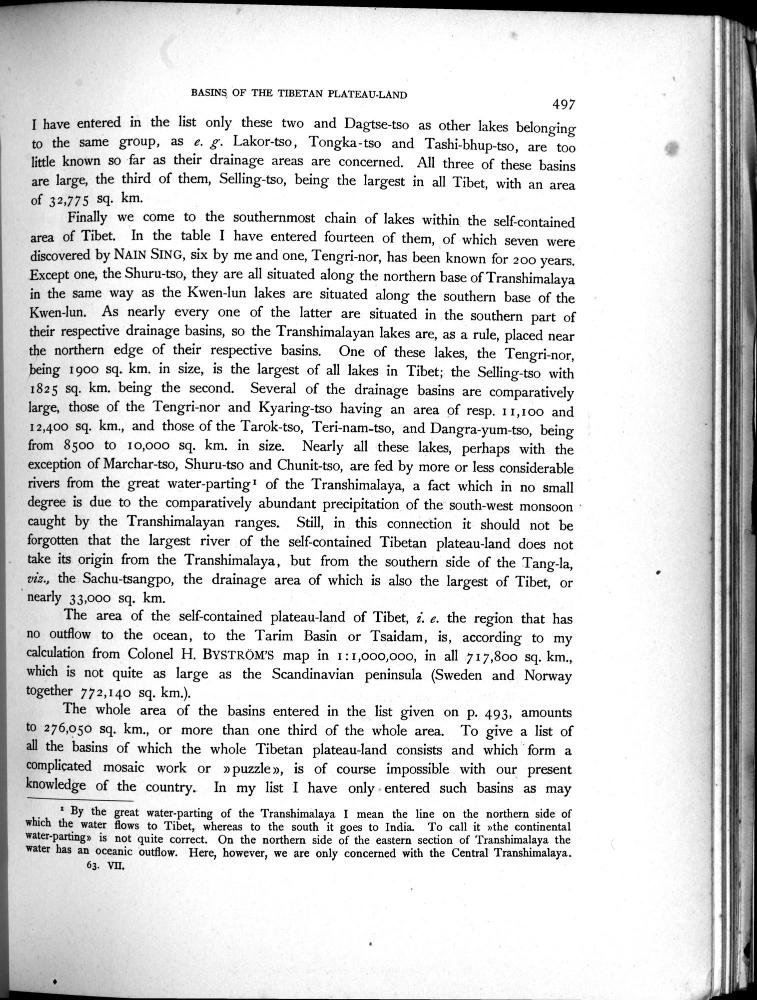 BASINS OF THE TIBETAN PLATEAU-LAND
497
I have entered in the list only these two and Dagtse-tso as other lakes belonging
to the same group, as e. g. Lakor-tso, Tongka-tso and Tashi-bhup-tso, are too
little known so far as their drainage areas are concerned. All three of these basins
are large, the third of them, Selling-tso, being the largest in all Tibet, with an area
of 32,775 sq. km.
Finally we come to the southernmost chain of lakes within the self-contained
area of Tibet. In the table I have entered fourteen of them, of which seven were
discovered by NAIN SING, six by me and one, Tengri-nor, has been known for 200 years.
Except one, the Shuru-tso, they are all situated along the northern base of Transhimalaya
in the same way as the Kwen-lun lakes are situated along the southern base of the
Kwen-lun. As nearly every one of the latter are situated in the southern part of
their respective drainage basins, so the Transhimalayan lakes are, as a rule, placed near
the northern edge of their respective basins. One of these lakes, the Tengri-nor,
being 1900 sq. km. in size, is the largest of all lakes in Tibet; the Selling-tso with
1825 sq. km. being the second. Several of the drainage basins are comparatively
large, those of the Tengri-nor and Kyaring-tso having an area of resp. 11,100 and
12,400 sq. km., and those of the Tarok-tso, Teri-nam-tso, and Dangra-yum-tso, being
from 8500 to 10,000 sq. km. in size. Nearly all these lakes, perhaps with the
exception of Marchar-tso, Shuru-tso and Chunit-tso, are fed by more or less considerable
rivers from the great water-parting¹ of the Transhimalaya, a fact which in no small
degree is due to the comparatively abundant precipitation of the south-west monsoon
caught by the Transhimalayan ranges. Still, in this connection it should not be
forgotten that the largest river of the self-contained Tibetan plateau-land does not
take its origin from the Transhimalaya, but from the southern side of the Tang-la,
viz., the Sachu-tsangpo, the drainage area of which is also the largest of Tibet, or
nearly 33,000 sq. km.
The area of the self-contained plateau-land of Tibet, i. e. the region that has
no outflow to the ocean, to the Tarim Basin or Tsaidam, is, according to my
calculation from Colonel H. BYSTRÖM'S map in 1:1,000,000, in all 717,800 sq. km.,
which is not quite as large as the Scandinavian peninsula (Sweden and Norway
together 772,140 sq. km.).
The whole area of the basins entered in the list given on p. 493, amounts
to 276,050 sq. km., or more than one third of the whole area. To give a list of
all the basins of which the whole Tibetan plateau-land consists and which form a
complicated mosaic work or »puzzle», is of course impossible with our present
knowledge of the country. In my list I have only entered such basins as may
¹ By the great water-parting of the Transhimalaya I mean the line on the northern side of
which the water flows to Tibet, whereas to the south it goes to India. To call it »the continental
water-parting» is not quite correct. On the northern side of the eastern section of Transhimalaya the
water has an oceanic outflow. Here, however, we are only concerned with the Central Transhimalaya.
63. VII.